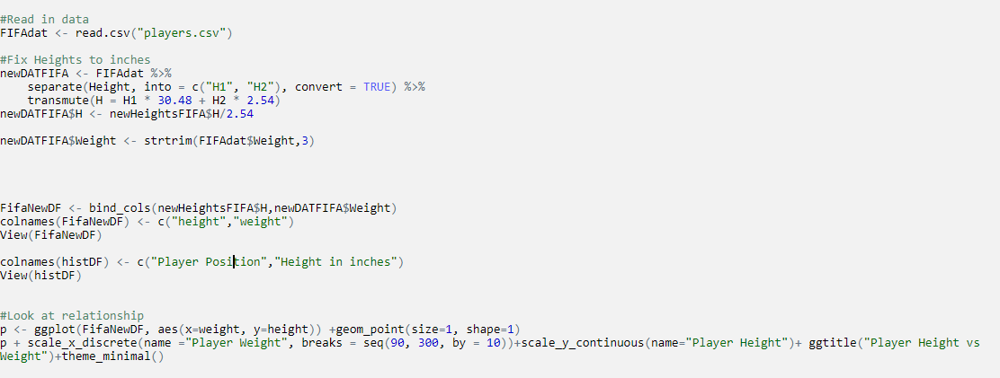 #Read in data
FIFAdat <- read.csv("players.csv")
#Fix Heights to inches
newDATFIFA <- FIFAdat %>%
    separate(Height, into = c("H1", "H2"), convert = TRUE) %>%
    transmute(H = H1 * 30.48 + H2 * 2.54)
newDATFIFA$H <- newHeightsFIFA$H/2.54
newDATFIFA$Weight <- strtrim(FIFAdat$Weight,3)
FifaNewDF <- bind_cols(newHeightsFIFA$H,newDATFIFA$Weight)
colnames(FifaNewDF) <- c("height","weight")
View(FifaNewDF)
colnames(histDF) <- c("Player Position","Height in inches")
View(histDF)
#Look at relationship
p <- ggplot(FifaNewDF, aes(x=weight, y=height)) +geom_point(size=1, shape=1)
p + scale_x_discrete(name ="Player Weight", breaks = seq(90, 300, by = 10))+scale_y_continuous(name="Player Height")+ ggtitle("Player Height vs
Weight")+theme_minimal()